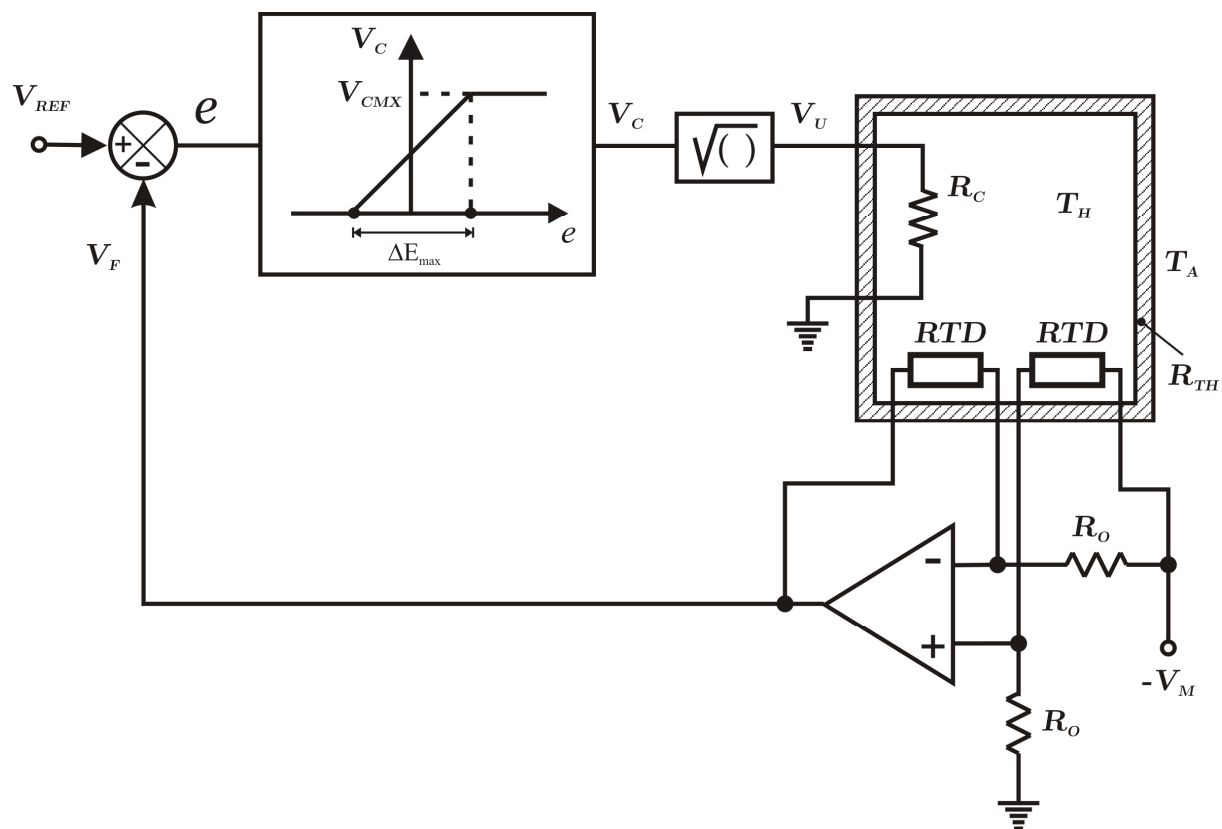 V_C
V_CMX
V_REF
e
+
-
V_C
V_U
√( )
R_C
T_H
T_A
e
ΔE_max
V_F
RTD
RTD
R_TH
R_O
-
+
-V_M
R_O